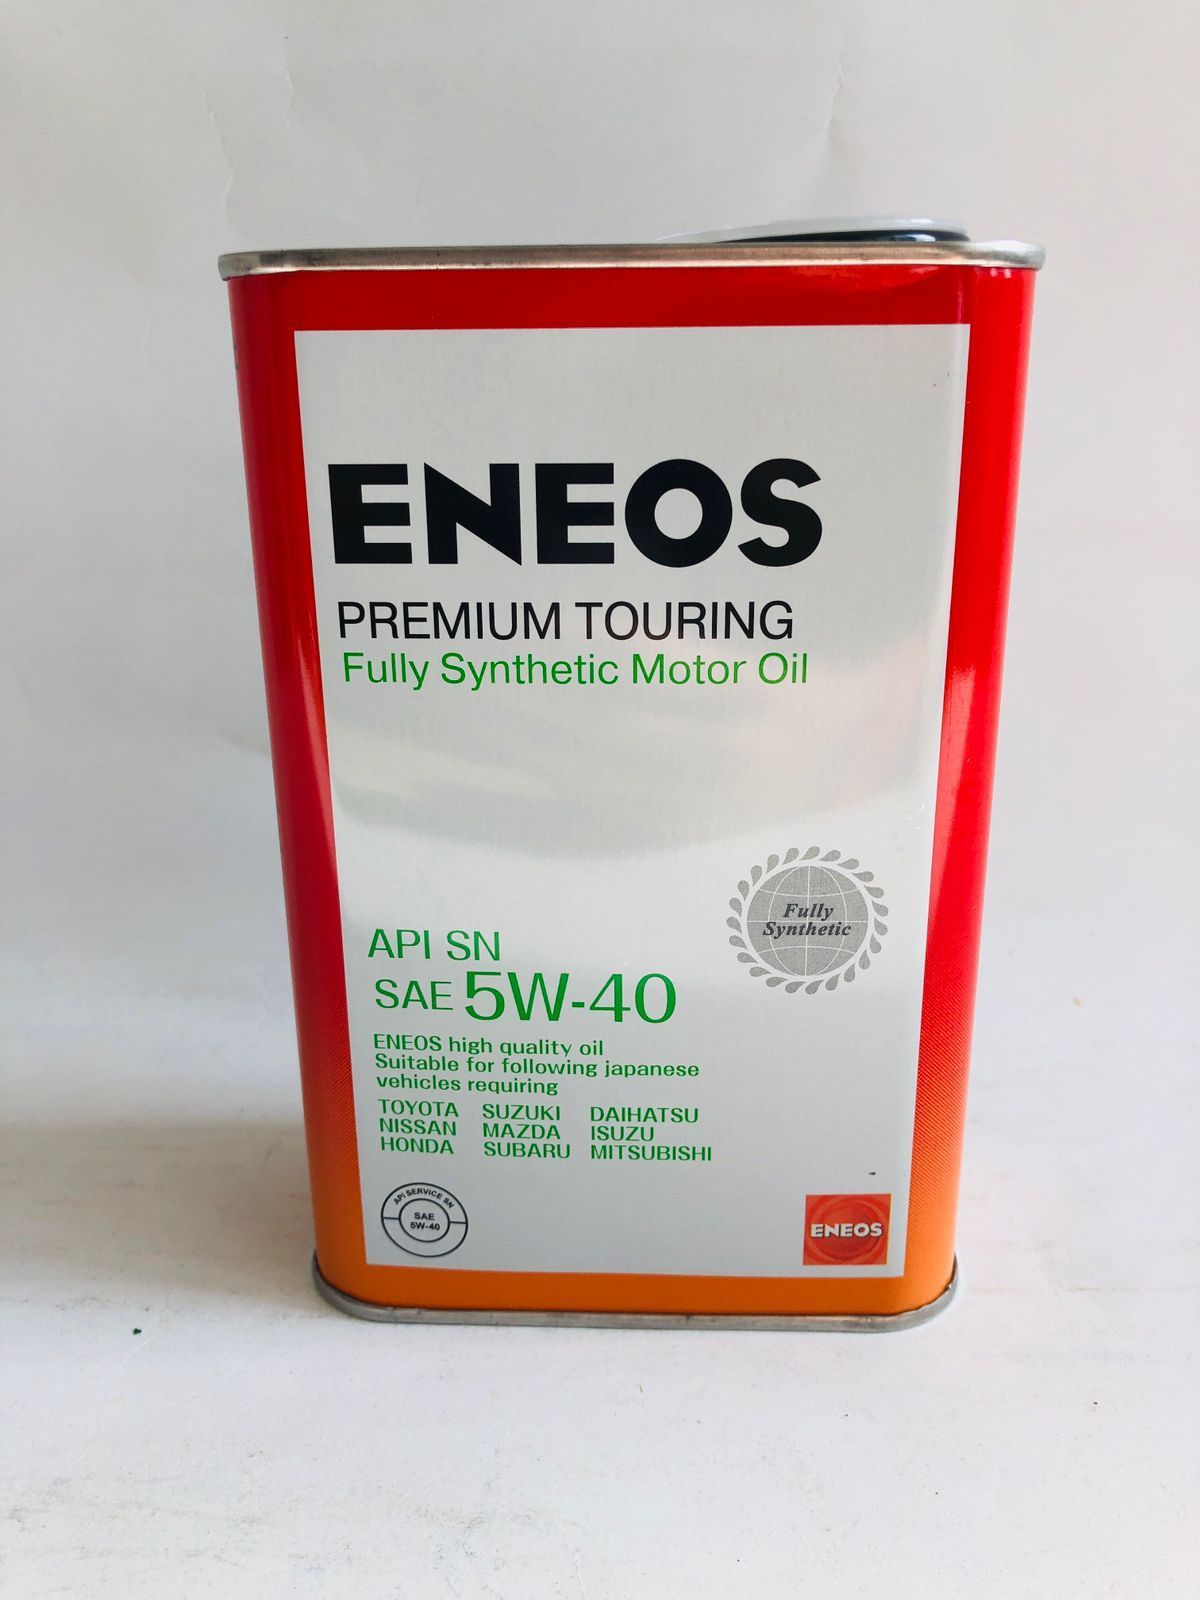 ENEOS
PREMIUM TOURING
Fully Synthetic Motor Oil
Fully
Synthetic
API SN
SAE 5W-40
ENEOS high quality oil
Suitable for following japanese
vehicles requiring
TOYOTA SUZUKI DAIHATSU
NISSAN MAZDA ISUZU
HONDA SUBARU MITSUBISHI
API SERVICE SN
SAE
5W-40
ENEOS